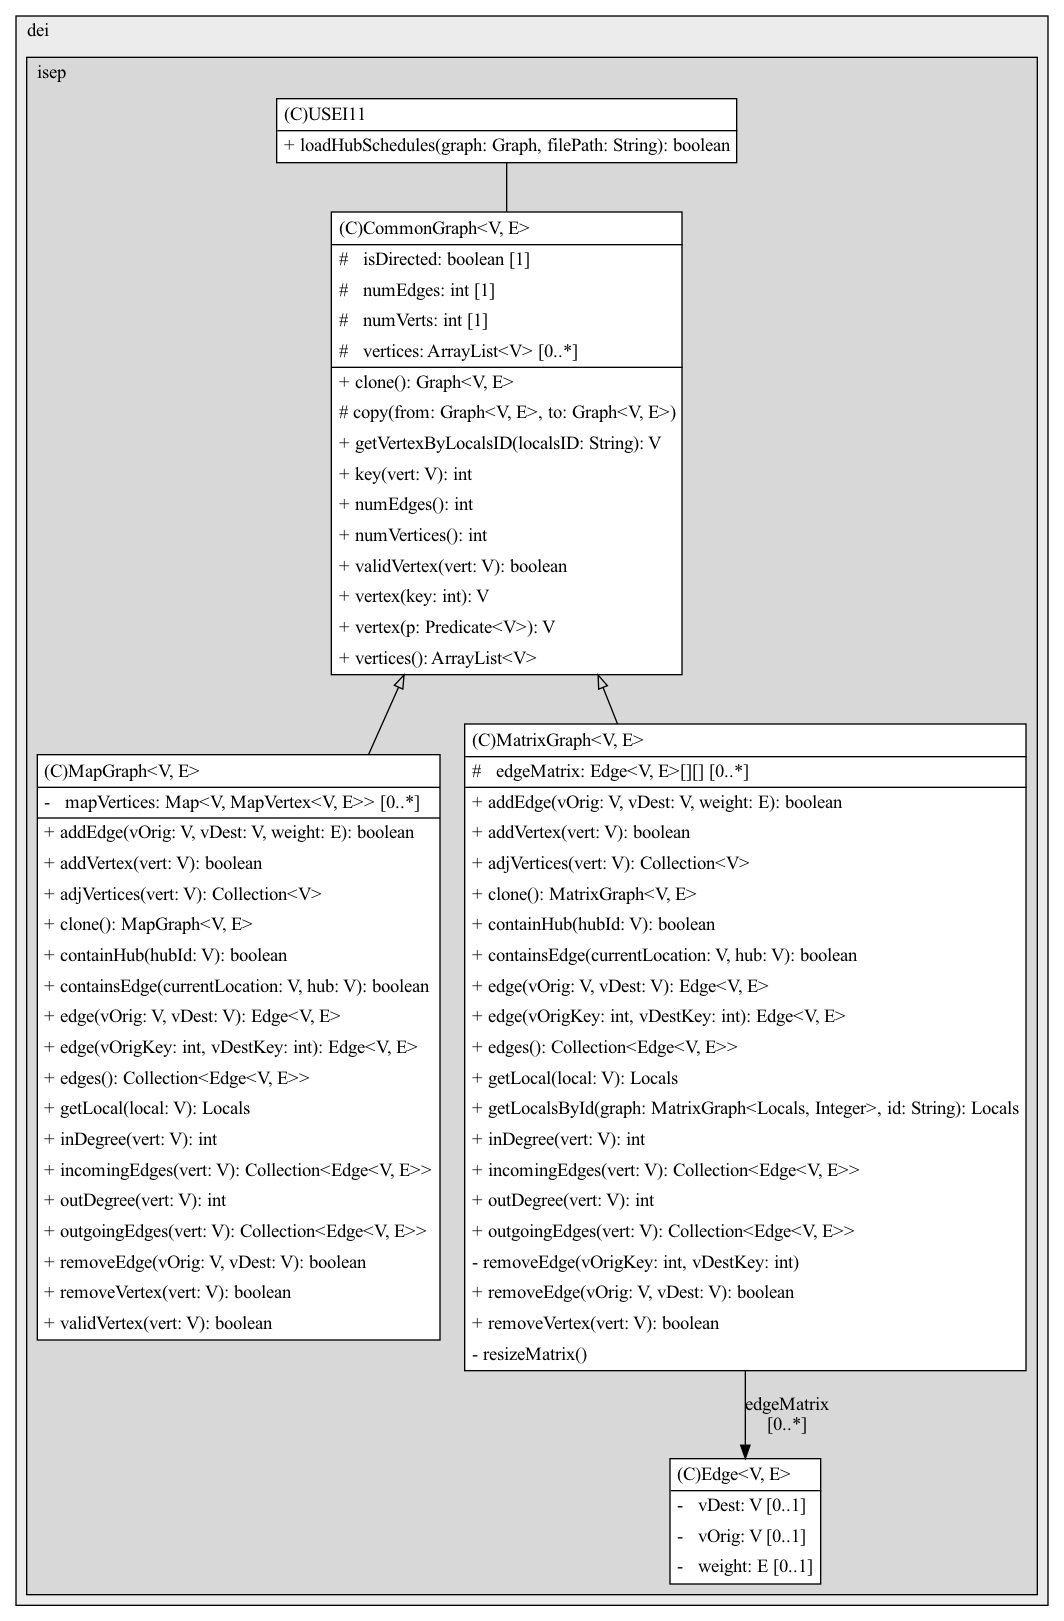 dei
isep
(C)USEI11
+ loadHubSchedules(graph: Graph, filePath: String): boolean
(C)CommonGraph<V, E>
# isDirected: boolean [1]
# numEdges: int [1]
# numVerts: int [1]
# vertices: ArrayList<V> [0..*]
+ clone(): Graph<V, E>
# copy(from: Graph<V, E>, to: Graph<V, E>)
+ getVertexByLocalsID(localsID: String): V
+ key(vert: V): int
+ numEdges(): int
+ numVertices(): int
+ validVertex(vert: V): boolean
+ vertex(key: int): V
+ vertex(p: Predicate<V>): V
+ vertices(): ArrayList<V>
(C)MapGraph<V, E>
- mapVertices: Map<V, MapVertex<V, E>> [0..*]
+ addEdge(vOrig: V, vDest: V, weight: E): boolean
+ addVertex(vert: V): boolean
+ adjVertices(vert: V): Collection<V>
+ clone(): MapGraph<V, E>
+ containHub(hubId: V): boolean
+ containsEdge(currentLocation: V, hub: V): boolean
+ edge(vOrig: V, vDest: V): Edge<V, E>
+ edge(vOrigKey: int, vDestKey: int): Edge<V, E>
+ edges(): Collection<Edge<V, E>>
+ getLocal(local: V): Locals
+ inDegree(vert: V): int
+ incomingEdges(vert: V): Collection<Edge<V, E>>
+ outDegree(vert: V): int
+ outgoingEdges(vert: V): Collection<Edge<V, E>>
+ removeEdge(vOrig: V, vDest: V): boolean
+ removeVertex(vert: V): boolean
+ validVertex(vert: V): boolean
(C)MatrixGraph<V, E>
# edgeMatrix: Edge<V, E>[][] [0..*]
+ addEdge(vOrig: V, vDest: V, weight: E): boolean
+ addVertex(vert: V): boolean
+ adjVertices(vert: V): Collection<V>
+ clone(): MatrixGraph<V, E>
+ containHub(hubId: V): boolean
+ containsEdge(currentLocation: V, hub: V): boolean
+ edge(vOrig: V, vDest: V): Edge<V, E>
+ edge(vOrigKey: int, vDestKey: int): Edge<V, E>
+ edges(): Collection<Edge<V, E>>
+ getLocal(local: V): Locals
+ getLocalsById(graph: MatrixGraph<Locals, Integer>, id: String): Locals
+ inDegree(vert: V): int
+ incomingEdges(vert: V): Collection<Edge<V, E>>
+ outDegree(vert: V): int
+ outgoingEdges(vert: V): Collection<Edge<V, E>>
- removeEdge(vOrigKey: int, vDestKey: int)
+ removeEdge(vOrig: V, vDest: V): boolean
+ removeVertex(vert: V): boolean
- resizeMatrix()
edgeMatrix
[0..*]
(C)Edge<V, E>
- vDest: V [0..1]
- vOrig: V [0..1]
- weight: E [0..1]